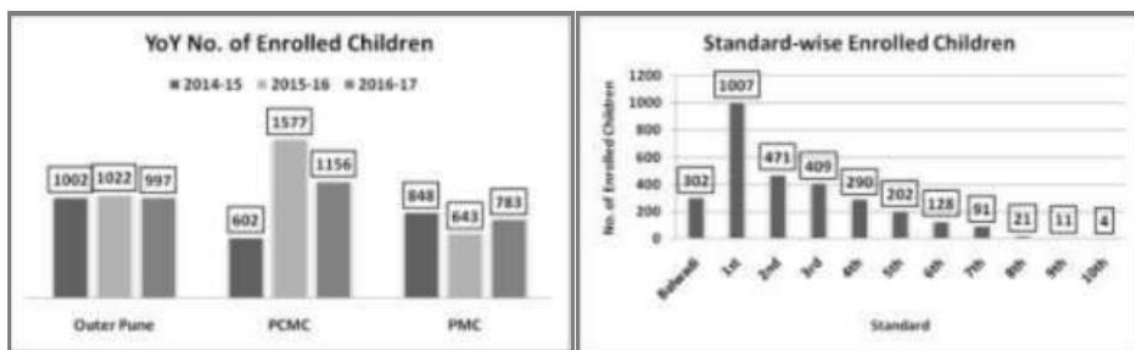 YoY No. of Enrolled Children
2014-15 2015-16 2016-17
1002 1022 997
602 1577 1156
848 643 783
Outer Pune PCMC PMC
Standard-wise Enrolled Children
No. of Enrolled Children
1200
1000
800
600
400
200
0
302 1007 471 409 290 202 128 91 21 11 4
Balwadi 1st 2nd 3rd 4th 5th 6th 7th 8th 9th 10th
Standard